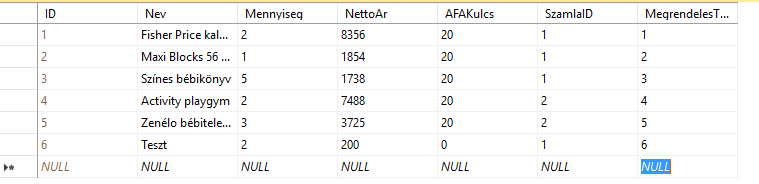 ID Nev Mennyiseg NettoAr AFAKulcs SzamlaID MegrendelesT...
1 Fisher Price kal... 2 8356 20 1 1
2 Maxi Blocks 56 ... 1 1854 20 1 2
3 Színes bébikönyv 5 1738 20 1 3
4 Activity playgym 2 7488 20 2 4
5 Zenélo bébitele... 3 3725 20 2 5
6 Teszt 2 200 0 1 6
NULL NULL NULL NULL NULL NULL NULL